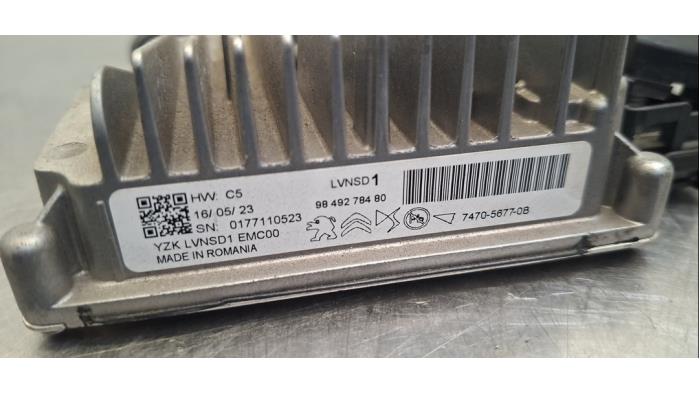 HW: C5
16/ 05/ 23
SN: 0177110523
YZK LVNSD1 EMC00
MADE IN ROMANIA
LVNSD1
98 492 784 80
7470-5677-0B